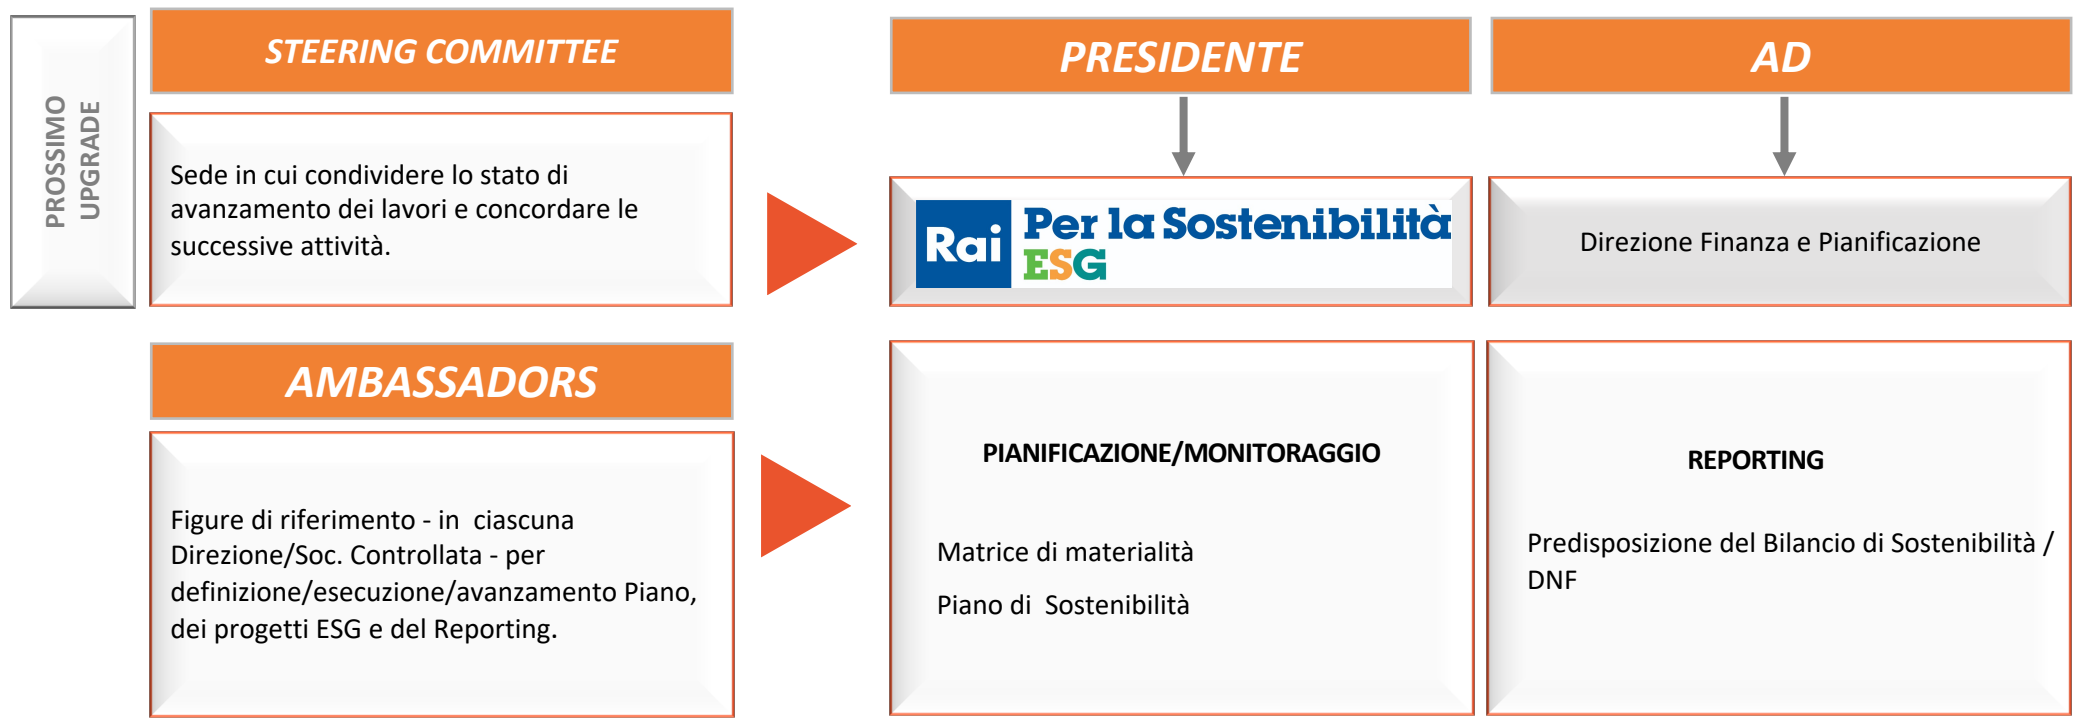 PROSSIMO
UPGRADE
STEERING COMMITTEE
Sede in cui condividere lo stato di
avanzamento dei lavori e concordare le
successive attività.
AMBASSADORS
Figure di riferimento - in ciascuna
Direzione/Soc. Controllata - per
definizione/esecuzione/avanzamento Piano,
dei progetti ESG e del Reporting.
PRESIDENTE
Rai Per la Sostenibilità
ESG
PIANIFICAZIONE/MONITORAGGIO
Matrice di materialità
Piano di Sostenibilità
AD
Direzione Finanza e Pianificazione
REPORTING
Predisposizione del Bilancio di Sostenibilità /
DNF